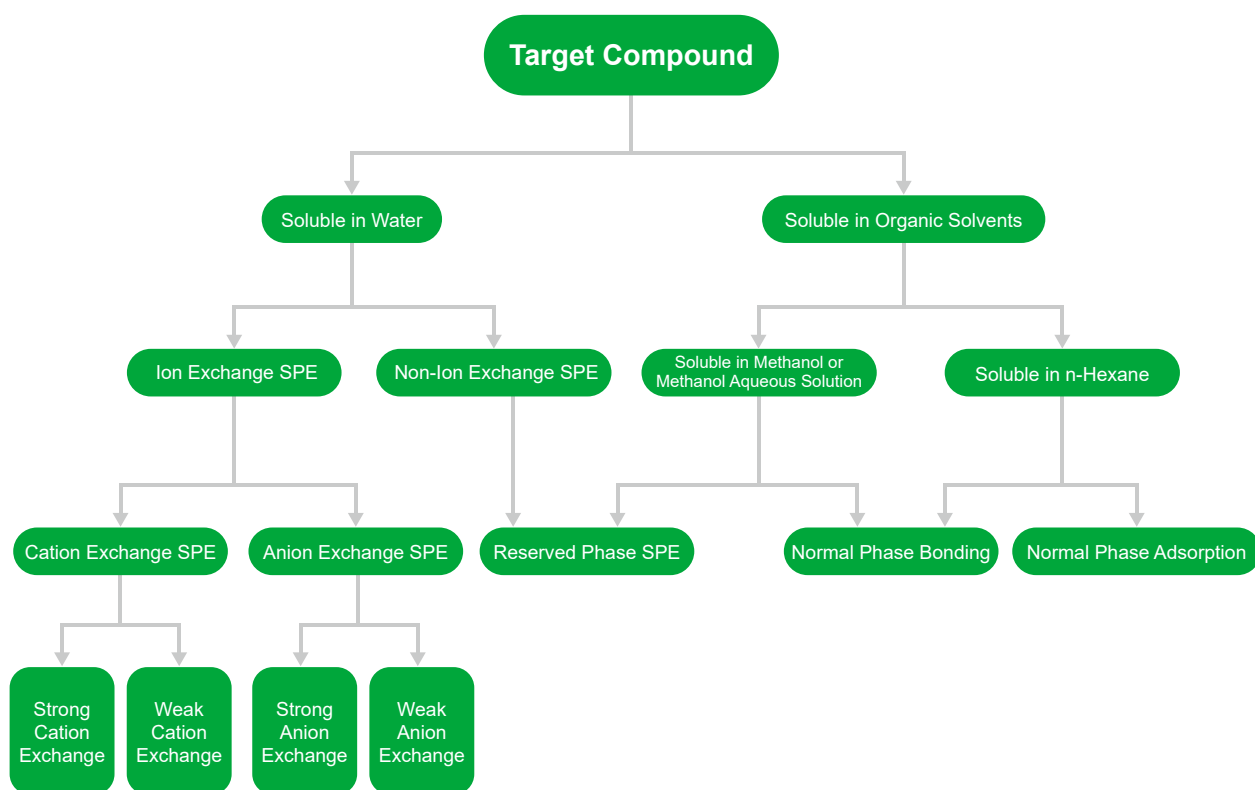 Target Compound
Soluble in Water
Soluble in Organic Solvents
Ion Exchange SPE
Non-Ion Exchange SPE
Soluble in Methanol or
Methanol Aqueous Solution
Soluble in n-Hexane
Cation Exchange SPE
Anion Exchange SPE
Reserved Phase SPE
Normal Phase Bonding
Normal Phase Adsorption
Strong
Cation
Exchange
Weak
Cation
Exchange
Strong
Anion
Exchange
Weak
Anion
Exchange